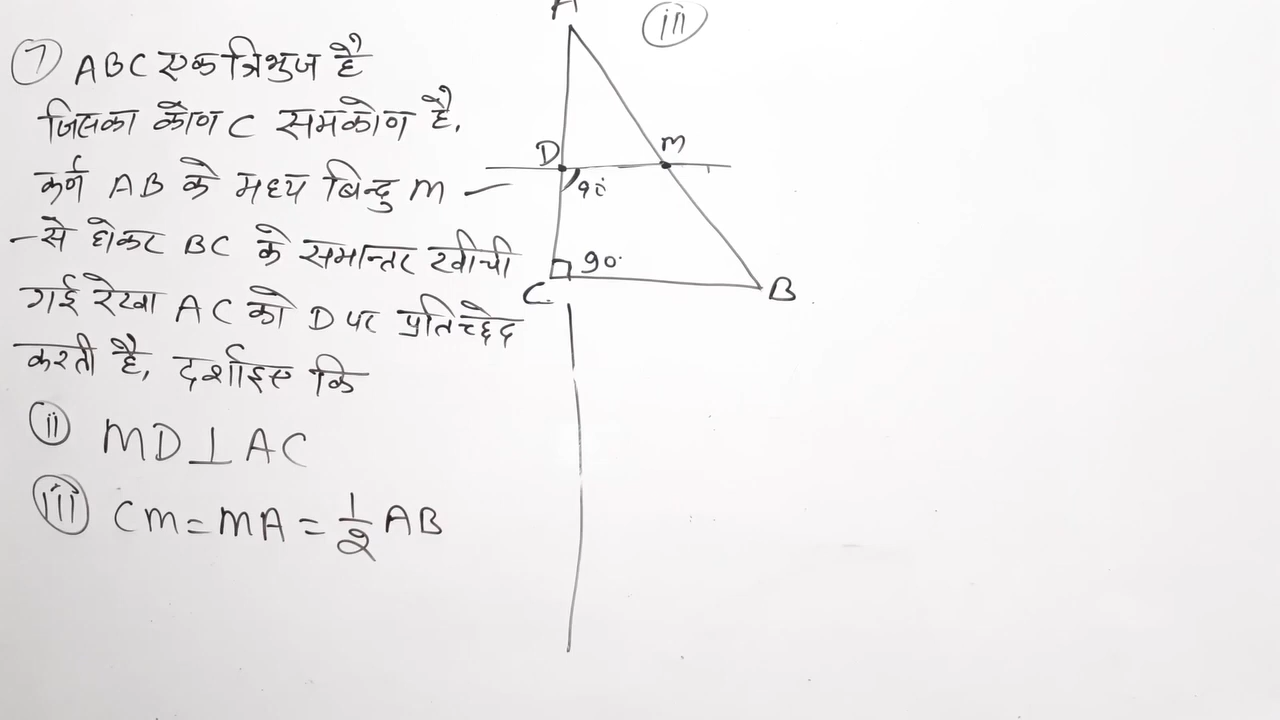 7 ABC एक त्रिभुज है
जिसका कोण C समकोण है,
कर्ण AB के मध्य बिन्दु M –
– से होकर BC के समान्तर खींची
गई रेखा AC को D पर प्रतिच्छेद
करती है, दर्शाइए कि
ii MD⊥AC
iii CM=MA=1/2 AB
iii
A
D
M
90°
90°
C
B